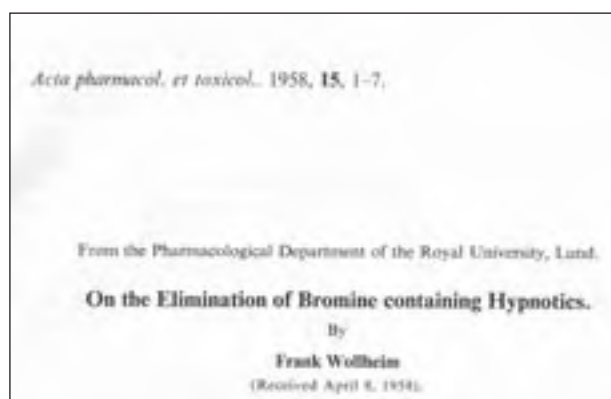 Acta pharmacol. et toxicol.. 1958, 15, 1–7.
From the Pharmacological Department of the Royal University, Lund.
On the Elimination of Bromine containing Hypnotics.
By
Frank Wollheim
(Received April 8, 1958).